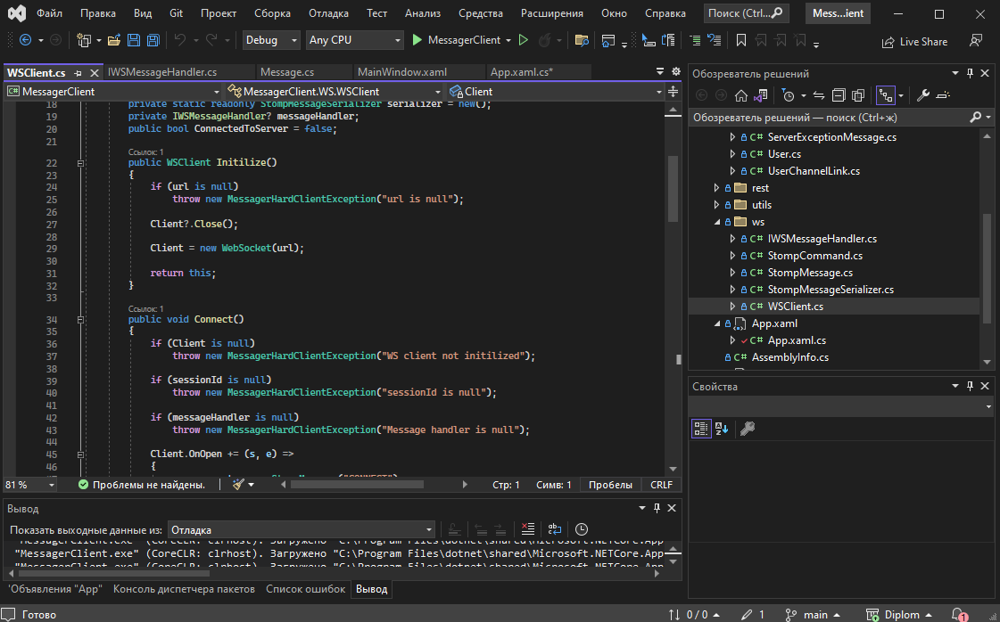 Файл Правка Вид Git Проект Сборка Отладка Тест Анализ Средства Расширения Окно Справка Поиск (Ctrl... Mess...ient
Debug Any CPU MessagerClient Live Share
WSClient.cs IWSMessageHandler.cs Message.cs MainWindow.xaml App.xaml.cs*
MessagerClient MessagerClient.WS.WSClient Client
18 private static readonly StompMessageSerializer serializer = new();
19 private IWSMessageHandler? messageHandler;
20 public bool ConnectedToServer = false;
21
Ссылок: 1
22 public WSClient Initilize()
23 {
24 if (url is null)
25 throw new MessagerHardClientException("url is null");
26
27 Client?.Close();
28
29 Client = new WebSocket(url);
30
31 return this;
32 }
33
Ссылок: 1
34 public void Connect()
35 {
36 if (Client is null)
37 throw new MessagerHardClientException("WS client not initilized");
38
39 if (sessionId is null)
40 throw new MessagerHardClientException("sessionId is null");
41
42 if (messageHandler is null)
43 throw new MessagerHardClientException("Message handler is null");
44
45 Client.OnOpen += (s, e) =>
46 {
81 % Проблемы не найдены. Стр: 1 Симв: 1 Пробелы CRLF
Вывод
Показать выходные данные из: Отладка
"MessagerClient.exe" (CoreCLR: clrhost). Загружено "C:\Program Files\dotnet\shared\Microsoft.NETCore.App
"MessagerClient.exe" (CoreCLR: clrhost). Загружено "C:\Program Files\dotnet\shared\Microsoft.NETCore.App
"MessagerClient.exe" (CoreCLR: clrhost). Загружено "C:\Program Files\dotnet\shared\Microsoft.NETCore.App
'Объявления "App" Консоль диспетчера пакетов Список ошибок Вывод
Обозреватель решений
Обозреватель решений — поиск (Ctrl+ж)
C# ServerExceptionMessage.cs
C# User.cs
C# UserChannelLink.cs
rest
utils
ws
C# IWSMessageHandler.cs
C# StompCommand.cs
C# StompMessage.cs
C# StompMessageSerializer.cs
C# WSClient.cs
App.xaml
C# App.xaml.cs
C# AssemblyInfo.cs
Свойства
Готово 0 / 0 1 main Diplom 1